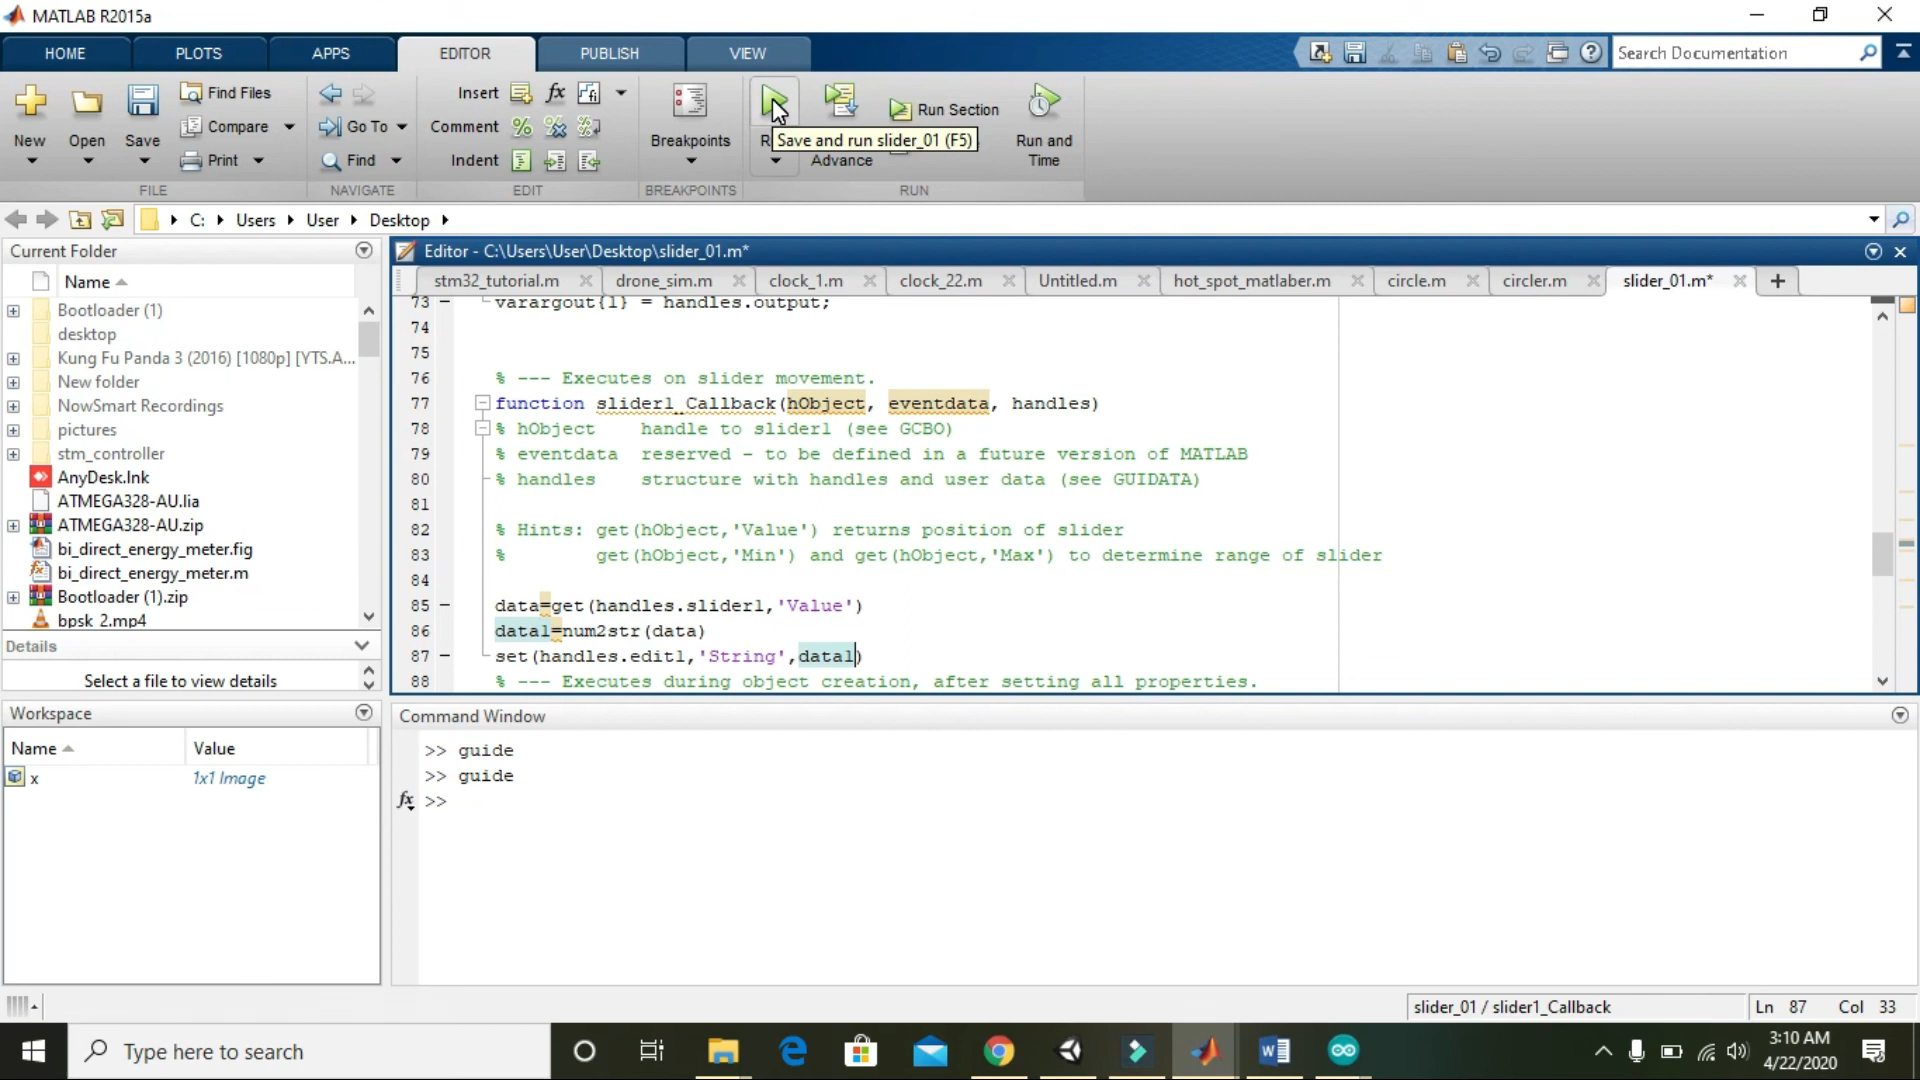 MATLAB R2015a
HOME
PLOTS
APPS
EDITOR
PUBLISH
VIEW
Search Documentation
New
Open
Save
Find Files
Compare
Print
FILE
Go To
Find
NAVIGATE
Insert
Comment
Indent
EDIT
Breakpoints
BREAKPOINTS
Save and run slider_01 (F5)
Advance
Run Section
Run and
Time
RUN
C:
Users
User
Desktop
Current Folder
Name
Bootloader (1)
desktop
Kung Fu Panda 3 (2016) [1080p] [YTS.A...
New folder
NowSmart Recordings
pictures
stm_controller
AnyDesk.lnk
ATMEGA328-AU.lia
ATMEGA328-AU.zip
bi_direct_energy_meter.fig
bi_direct_energy_meter.m
Bootloader (1).zip
bpsk 2.mp4
Details
Select a file to view details
Workspace
Name
Value
x
1x1 Image
Editor - C:\Users\User\Desktop\slider_01.m*
stm32_tutorial.m
drone_sim.m
clock_1.m
clock_22.m
Untitled.m
hot_spot_matlaber.m
circle.m
circler.m
slider_01.m*
73 varargout{1} = handles.output;
74
75
76 % --- Executes on slider movement.
77 function slider1_Callback(hObject, eventdata, handles)
78 % hObject    handle to slider1 (see GCBO)
79 % eventdata  reserved - to be defined in a future version of MATLAB
80 % handles    structure with handles and user data (see GUIDATA)
81
82 % Hints: get(hObject,'Value') returns position of slider
83 %        get(hObject,'Min') and get(hObject,'Max') to determine range of slider
84
85 data=get(handles.slider1,'Value')
86 data1=num2str(data)
87 set(handles.edit1,'String',data1)
88 % --- Executes during object creation, after setting all properties.
Command Window
>> guide
>> guide
fx >>
slider_01 / slider1_Callback
Ln 87
Col 33
Type here to search
3:10 AM
4/22/2020